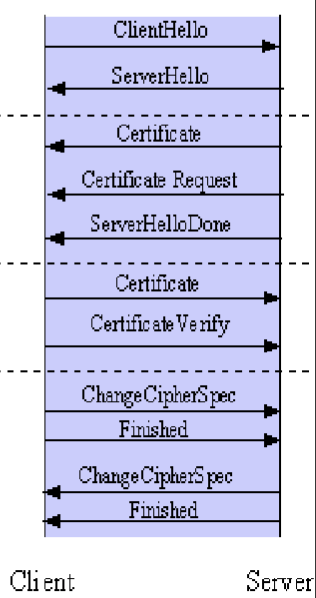 ClientHello
ServerHello
Certificate
Certificate Request
ServerHelloDone
Certificate
CertificateVerify
ChangeCipherSpec
Finished
ChangeCipherSpec
Finished
Client Server